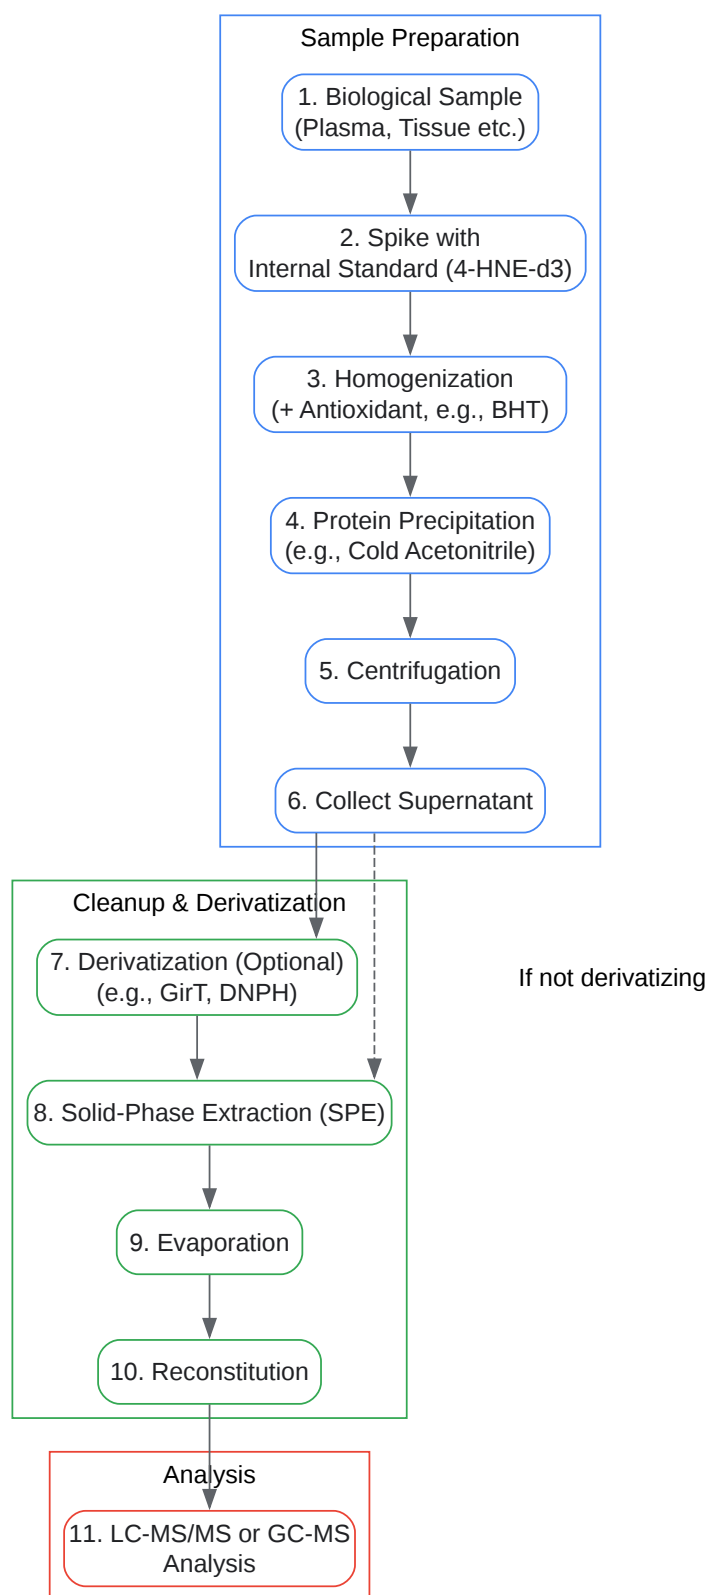 Sample Preparation
1. Biological Sample
(Plasma, Tissue etc.)
2. Spike with
Internal Standard (4-HNE-d3)
3. Homogenization
(+ Antioxidant, e.g., BHT)
4. Protein Precipitation
(e.g., Cold Acetonitrile)
5. Centrifugation
6. Collect Supernatant
Cleanup & Derivatization
7. Derivatization (Optional)
(e.g., GirT, DNPH)
If not derivatizing
8. Solid-Phase Extraction (SPE)
9. Evaporation
10. Reconstitution
Analysis
11. LC-MS/MS or GC-MS
Analysis